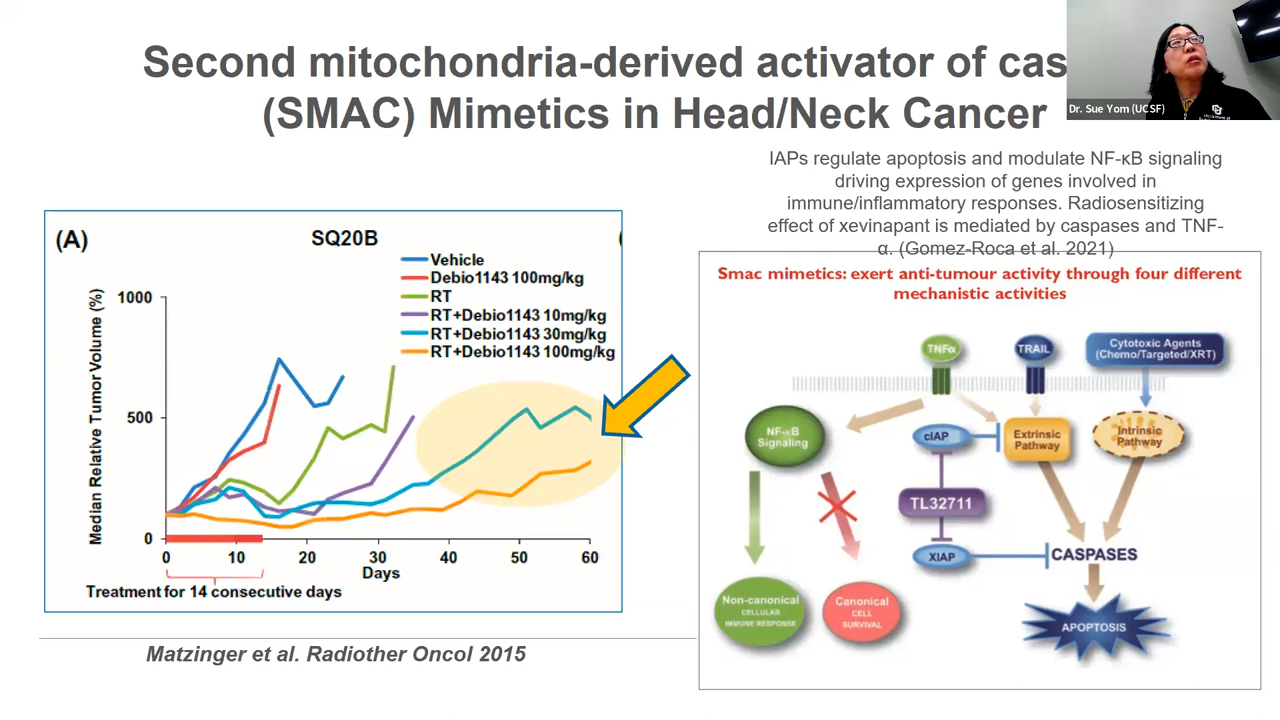 Second mitochondria-derived activator of cas
(SMAC) Mimetics in Head/Neck Cancer
Dr. Sue Yom (UCSF)
IAPs regulate apoptosis and modulate NF-κB signaling
driving expression of genes involved in
immune/inflammatory responses. Radiosensitizing
effect of xevinapant is mediated by caspases and TNF-
α. (Gomez-Roca et al. 2021)
(A)
SQ20B
Vehicle
Debio1143 100mg/kg
RT
RT+Debio1143 10mg/kg
RT+Debio1143 30mg/kg
RT+Debio1143 100mg/kg
Median Relative Tumor Volume (%)
1000
500
0
0 10 20 30 40 50 60
Days
Treatment for 14 consecutive days
Matzinger et al. Radiother Oncol 2015
Smac mimetics: exert anti-tumour activity through four different
mechanistic activities
TNFα
TRAIL
Cytotoxic Agents
(Chemo/Targeted/XRT)
NF-κB
Signaling
cIAP
Extrinsic
Pathway
Intrinsic
Pathway
TL32711
XIAP
CASPASES
Non-canonical
CELLULAR
IMMUNE RESPONSE
Canonical
CELL
SURVIVAL
APOPTOSIS